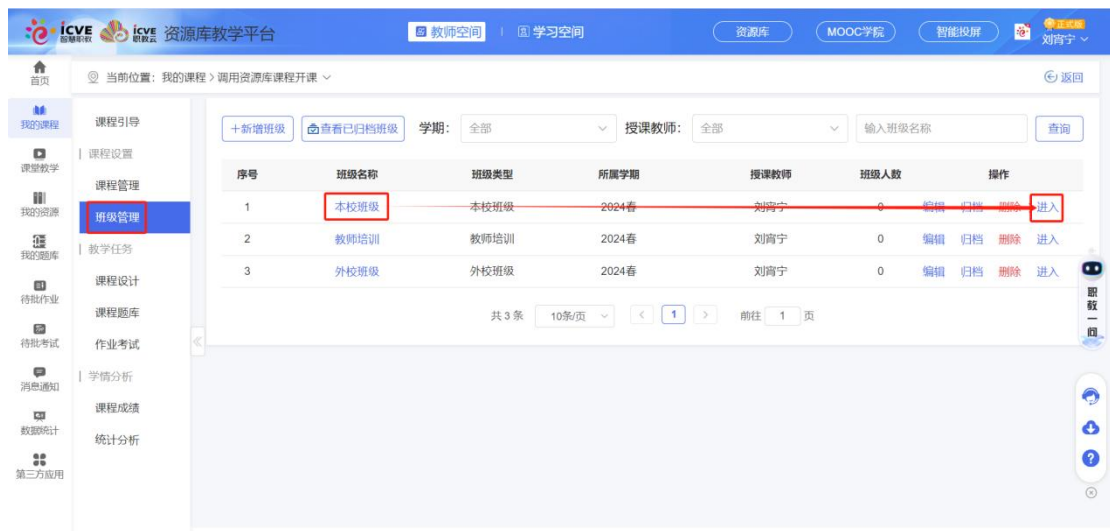 icve 智慧职教 icve 职教云 资源库教学平台 教师空间 学习空间 资源库 MOOC学院 智能投屏 正式版 刘宵宁
首页
当前位置：我的课程 > 调用资源库课程开课 返回
我的课程
课堂教学
我的资源
我的题库
待批作业
待批考试
消息通知
数据统计
第三方应用
课程引导
课程设置
课程管理
班级管理
教学任务
课程设计
课程题库
作业考试
学情分析
课程成绩
统计分析
+新增班级 查看已归档班级 学期： 全部 授课教师： 全部 输入班级名称 查询
序号 班级名称 班级类型 所属学期 授课教师 班级人数 操作
1 本校班级 本校班级 2024春 刘宵宁 0 编辑 归档 删除 进入
2 教师培训 教师培训 2024春 刘宵宁 0 编辑 归档 删除 进入
3 外校班级 外校班级 2024春 刘宵宁 0 编辑 归档 删除 进入
共 3 条 10条/页 < 1 > 前往 1 页
职教一问